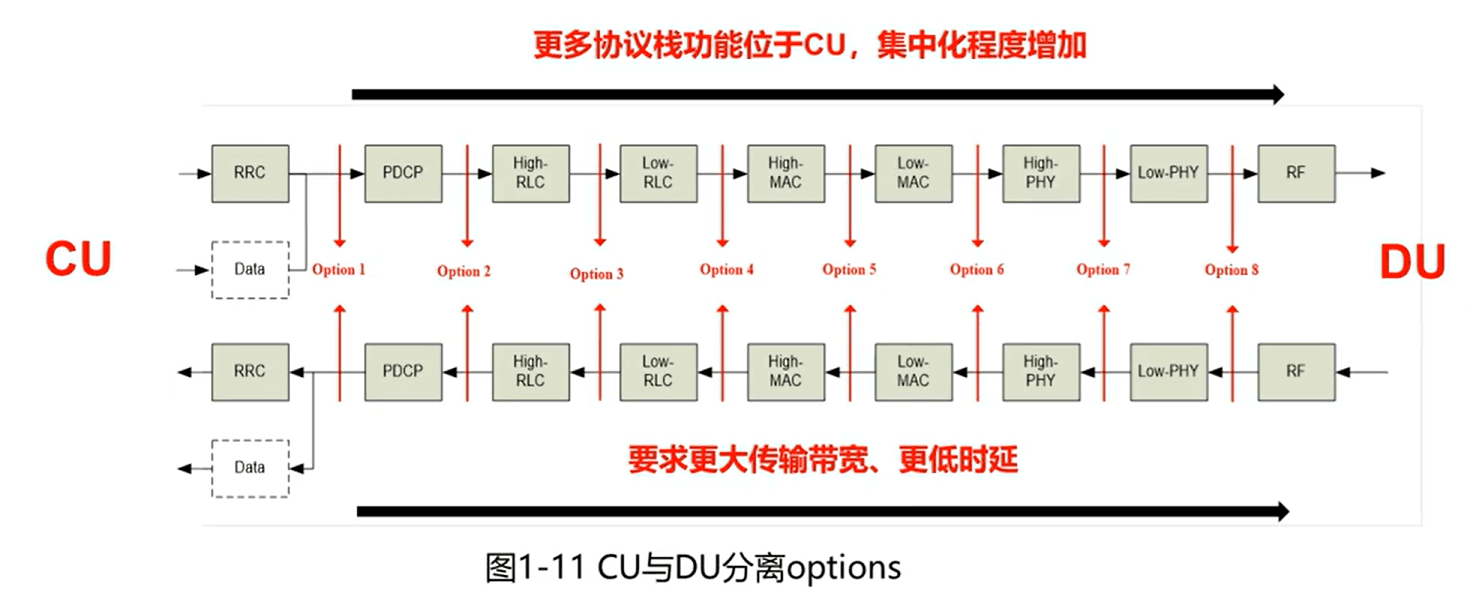 更多协议栈功能位于CU，集中化程度增加
RRC
PDCP
High-
RLC
Low-
RLC
High-
MAC
Low-
MAC
High-
PHY
Low-PHY
RF
CU
Data
Option 1
Option 2
Option 3
Option 4
Option 5
Option 6
Option 7
Option 8
DU
RRC
PDCP
High-
RLC
Low-
RLC
High-
MAC
Low-
MAC
High-
PHY
Low-PHY
RF
Data
要求更大传输带宽、更低时延
图1-11 CU与DU分离options